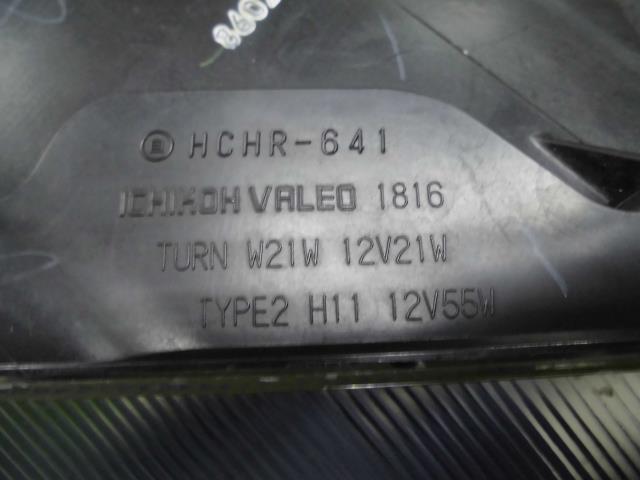 HCHR-641
ICHIKOH VALEO 1816
TURN W21W 12V21W
TYPE2 H11 12V55W